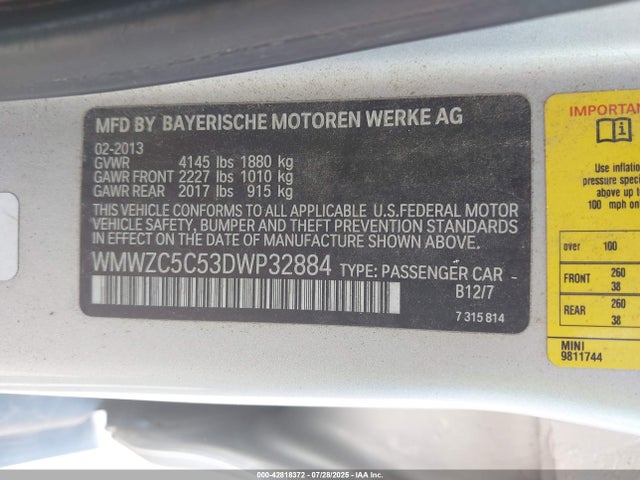 MFD BY BAYERISCHE MOTOREN WERKE AG
02-2013
GVWR 4145 lbs 1880 kg
GAWR FRONT 2227 lbs 1010 kg
GAWR REAR 2017 lbs 915 kg
THIS VEHICLE CONFORMS TO ALL APPLICABLE U.S.FEDERAL MOTOR
VEHICLE SAFETY, BUMPER AND THEFT PREVENTION STANDARDS
IN EFFECT ON THE DATE OF MANUFACTURE SHOWN ABOVE.
WMWZC5C53DWP32884 TYPE: PASSENGER CAR
B12/7
7 315 814
IMPORTAN
i
Use inflation
pressure speci
above up to
100 mph on
over 100
FRONT 260
38
REAR 260
38
MINI
9811744
000-42818372 07/28/2025 - COPART